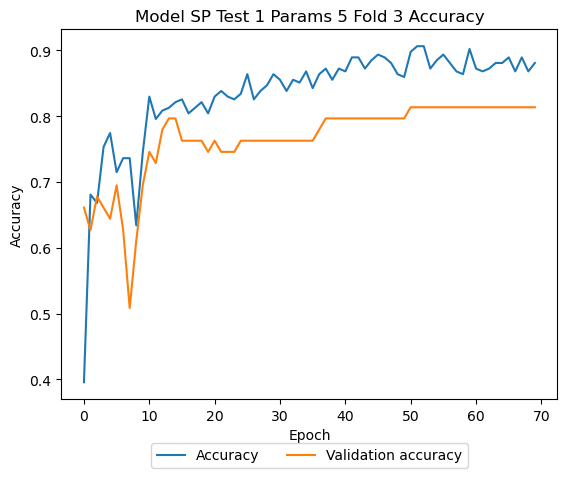 Model SP Test 1 Params 5 Fold 3 Accuracy
0.9
0.8
0.7
0.6
0.5
0.4
Accuracy
0 10 20 30 40 50 60 70
Epoch
Accuracy Validation accuracy